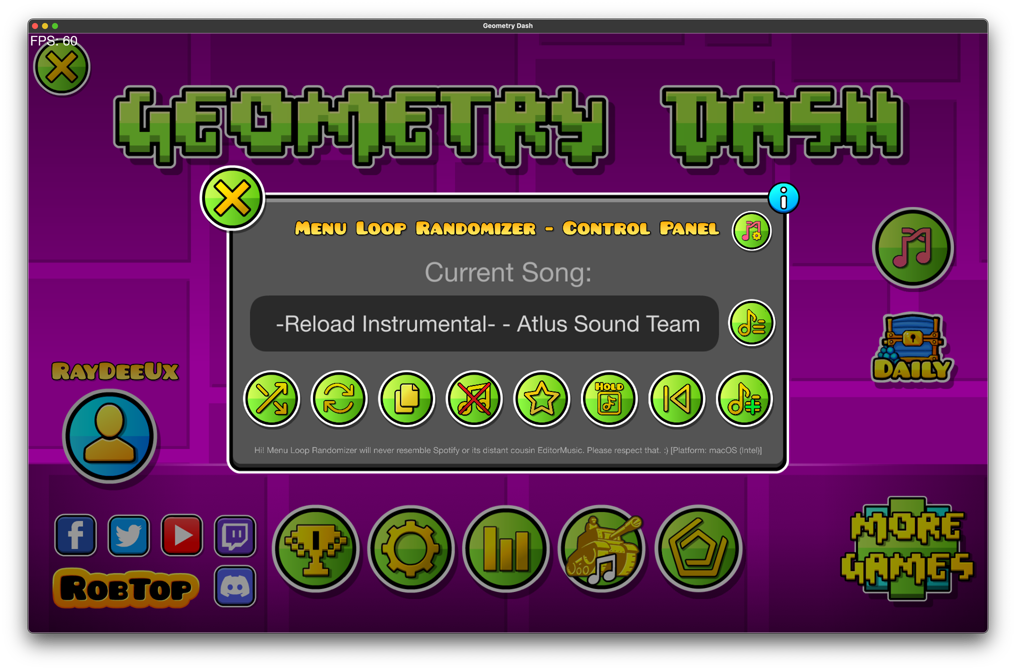 Geometry Dash
FPS: 60
GEOMETRY DASH
Menu Loop Randomizer - Control Panel
Current Song:
-Reload Instrumental- - Atlus Sound Team
HOLD
Hi! Menu Loop Randomizer will never resemble Spotify or its distant cousin EditorMusic. Please respect that. :) [Platform: macOS (Intel)]
RayDeeUx
DAILY
RobTop
MORE
GAMES